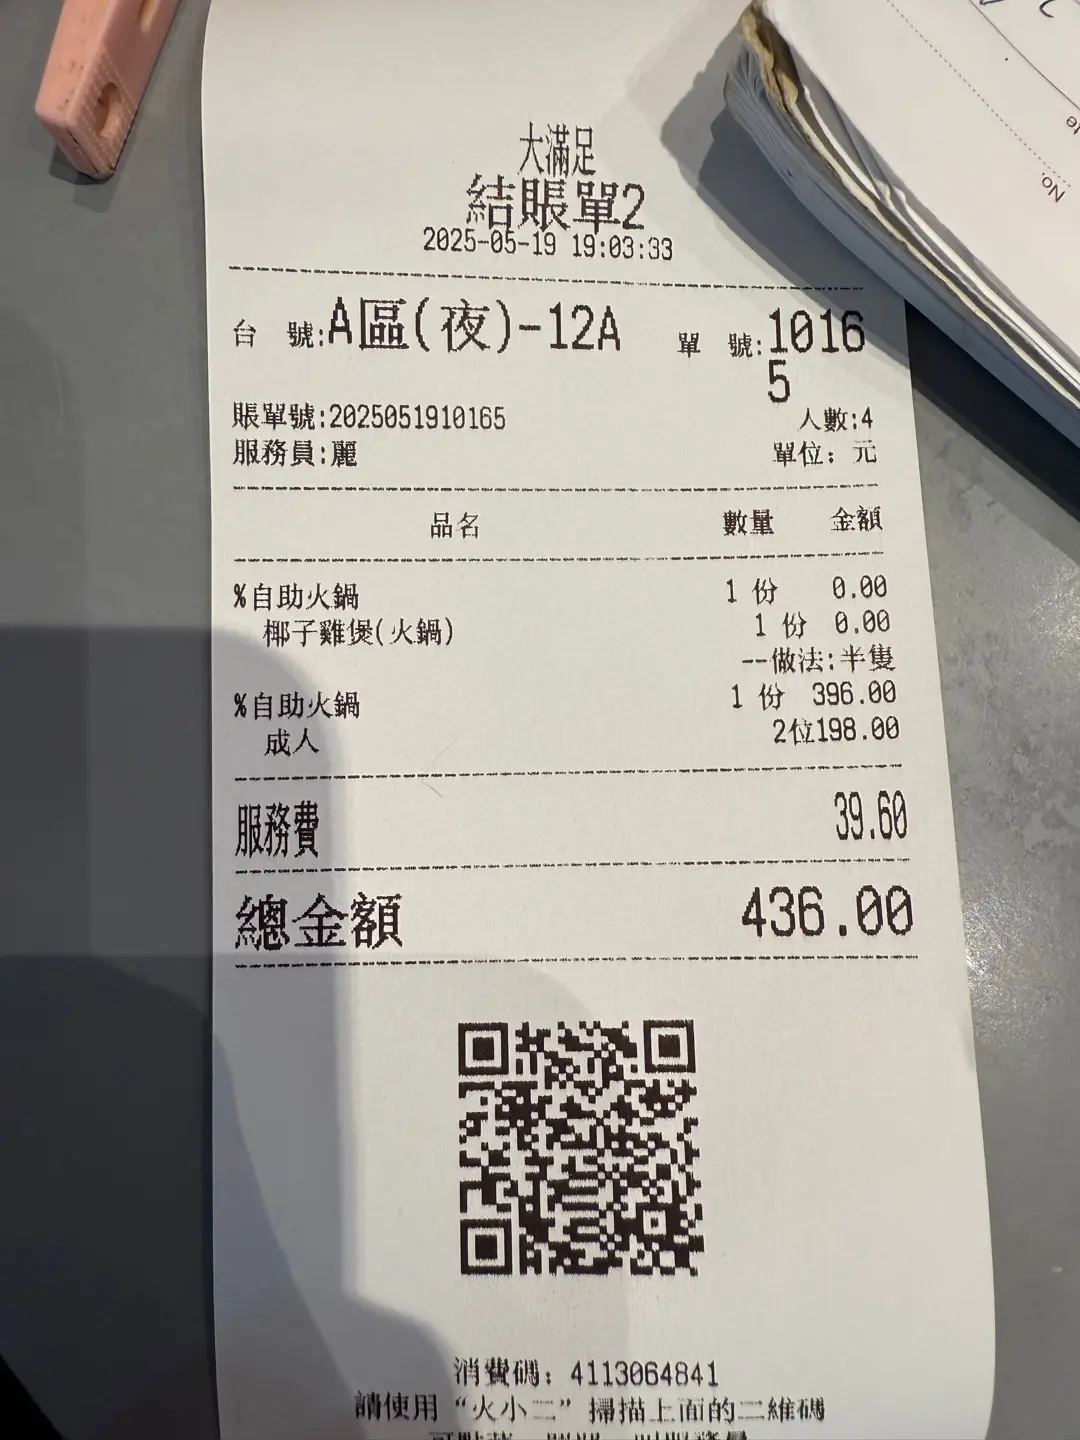 大滿足
結賬單2
2025-05-19 19:03:33
台 號:A區(夜)-12A 單 號:1016
5
賬單號:2025051910165 人數:4
服務員:麗 單位: 元
品名 數量 金額
%自助火鍋 1 份 0.00
椰子雞煲(火鍋) 1 份 0.00
--做法:半隻
%自助火鍋 1 份 396.00
成人 2位198.00
服務費 39.60
總金額 436.00
消費碼: 4113064841
請使用“火小二”掃描上面的二維碼
No.